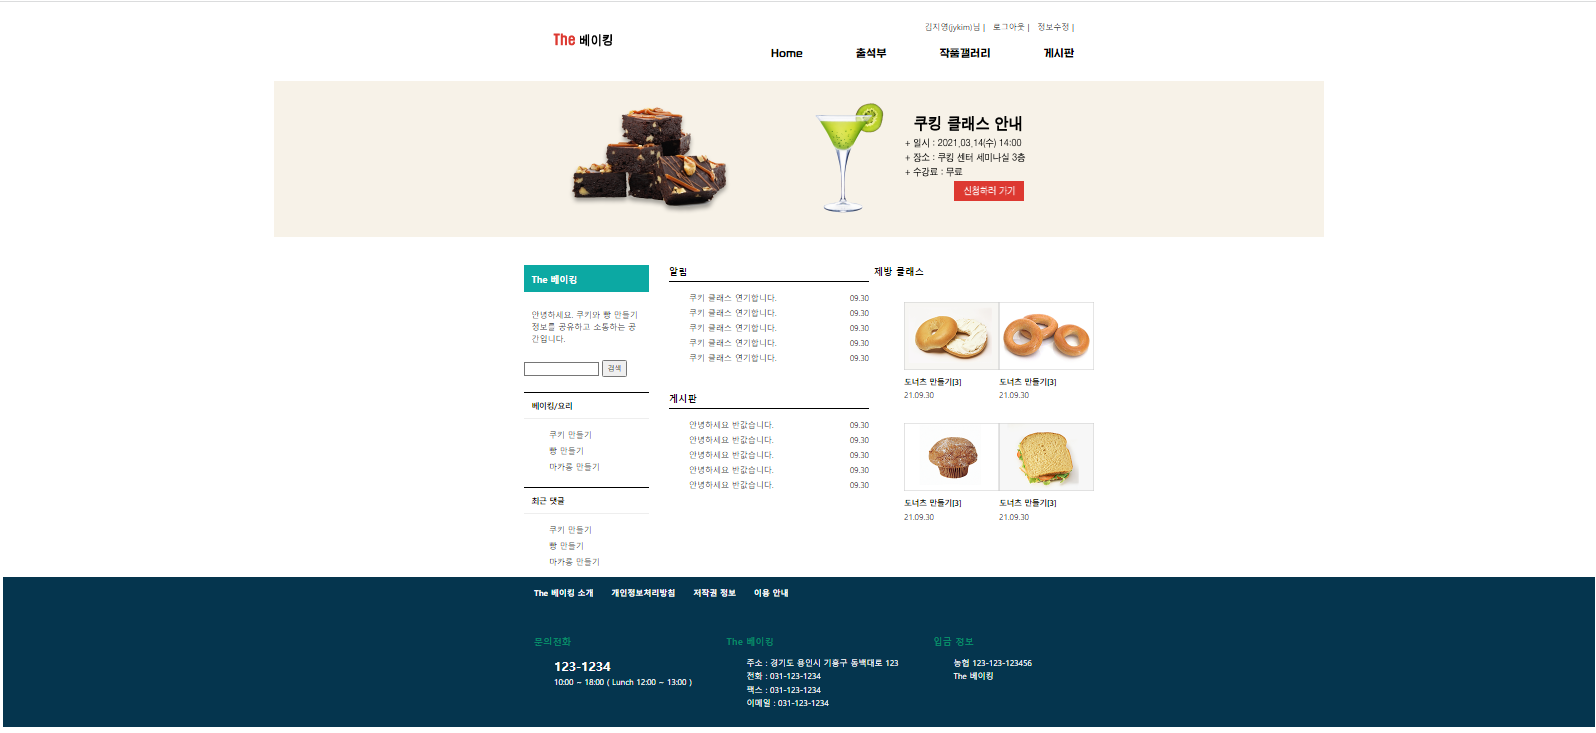 김지영(jykim)님 | 로그아웃 | 정보수정 |
The 베이킹
Home 출석부 작품갤러리 게시판
쿠킹 클래스 안내
+ 일시 : 2021.03.14(수) 14:00
+ 장소 : 쿠킹 센터 세미나실 3층
+ 수강료 : 무료
신청하러 가기
The 베이킹
안녕하세요. 쿠키와 빵 만들기
정보를 공유하고 소통하는 공
간입니다.
검색
베이킹/요리
쿠키 만들기
빵 만들기
마카롱 만들기
최근 댓글
쿠키 만들기
빵 만들기
마카롱 만들기
알림
쿠키 클래스 연기합니다. 09.30
쿠키 클래스 연기합니다. 09.30
쿠키 클래스 연기합니다. 09.30
쿠키 클래스 연기합니다. 09.30
쿠키 클래스 연기합니다. 09.30
게시판
안녕하세요 반갑습니다. 09.30
안녕하세요 반갑습니다. 09.30
안녕하세요 반갑습니다. 09.30
안녕하세요 반갑습니다. 09.30
안녕하세요 반갑습니다. 09.30
제빵 클래스
도너츠 만들기[3] 도너츠 만들기[3]
21.09.30 21.09.30
도너츠 만들기[3] 도너츠 만들기[3]
21.09.30 21.09.30
The 베이킹 소개 개인정보처리방침 저작권 정보 이용 안내
문의전화
123-1234
10:00 ~ 18:00 ( Lunch 12:00 ~ 13:00 )
The 베이킹
주소 : 경기도 용인시 기흥구 동백대로 123
전화 : 031-123-1234
팩스 : 031-123-1234
이메일 : 031-123-1234
입금 정보
농협 123-123-123456
The 베이킹